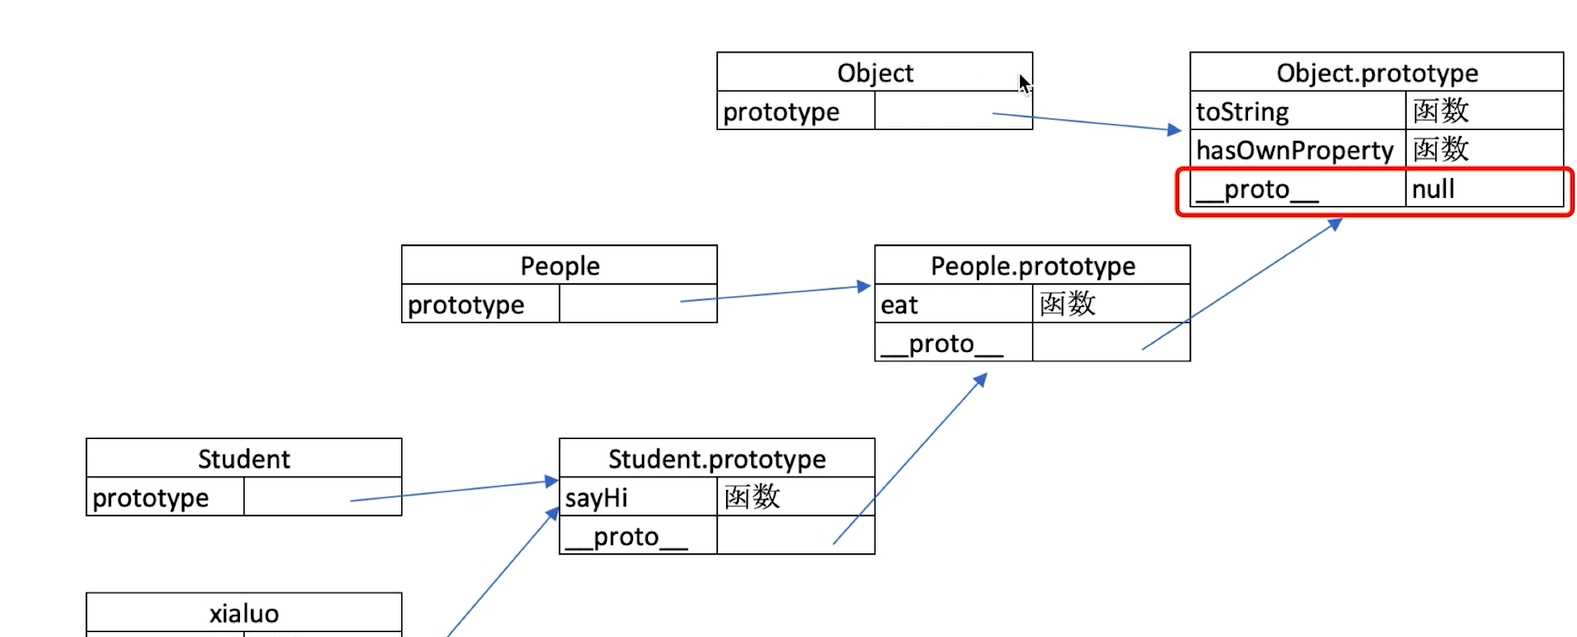 Object
prototype
Object.prototype
toString 函数
hasOwnProperty 函数
__proto__ null
People
prototype
People.prototype
eat 函数
__proto__
Student
prototype
Student.prototype
sayHi 函数
__proto__
xialuo